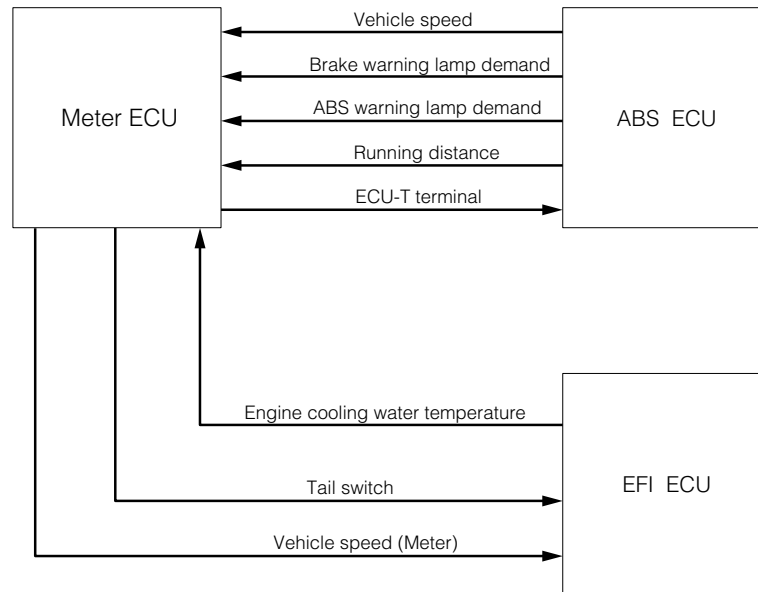 Vehicle speed
Brake warning lamp demand
Meter ECU
ABS warning lamp demand
ABS ECU
Running distance
ECU-T terminal
Engine cooling water temperature
Tail switch
EFI ECU
Vehicle speed (Meter)